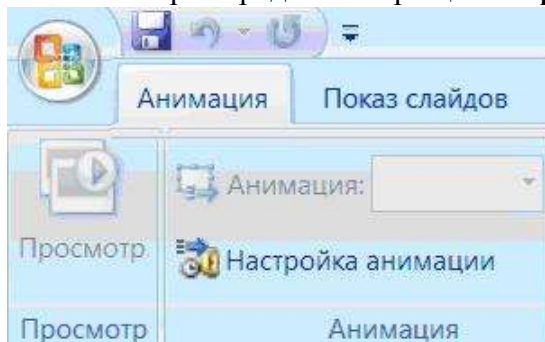 Анимация Показ слайдов
Анимация:
Просмотр Настройка анимации
Просмотр Анимация